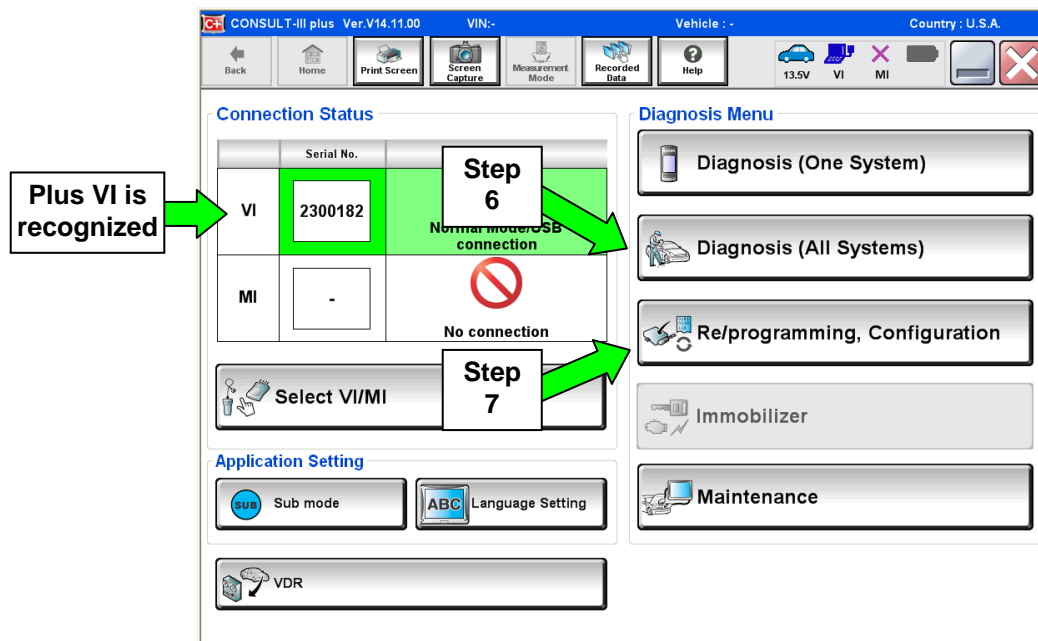 C+ CONSULT-III plus Ver.V14.11.00 VIN:- Vehicle : - Country : U.S.A.
Back
Home
Print Screen
Screen
Capture
Measurement
Mode
Recorded
Data
Help
13.5V
VI
MI
Connection Status
Serial No.
VI
2300182
Normal Mode/USB
connection
MI
-
No connection
Plus VI is
recognized
Step
6
Step
7
Select VI/MI
Application Setting
SUB
Sub mode
ABC
Language Setting
VDR
Diagnosis Menu
Diagnosis (One System)
Diagnosis (All Systems)
Re/programming, Configuration
Immobilizer
Maintenance